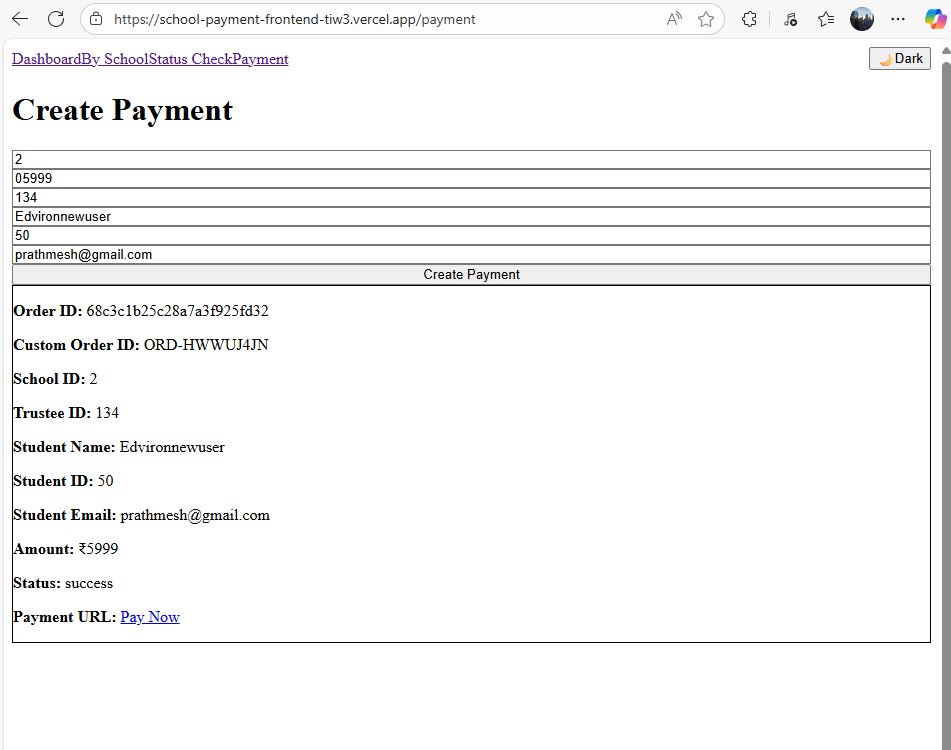 https://school-payment-frontend-tiw3.vercel.app/payment
DashboardBy SchoolStatus CheckPayment
🌙 Dark
Create Payment
2
05999
134
Edvironnewuser
50
prathmesh@gmail.com
Create Payment
Order ID: 68c3c1b25c28a7a3f925fd32
Custom Order ID: ORD-HWWUJ4JN
School ID: 2
Trustee ID: 134
Student Name: Edvironnewuser
Student ID: 50
Student Email: prathmesh@gmail.com
Amount: ₹5999
Status: success
Payment URL: Pay Now